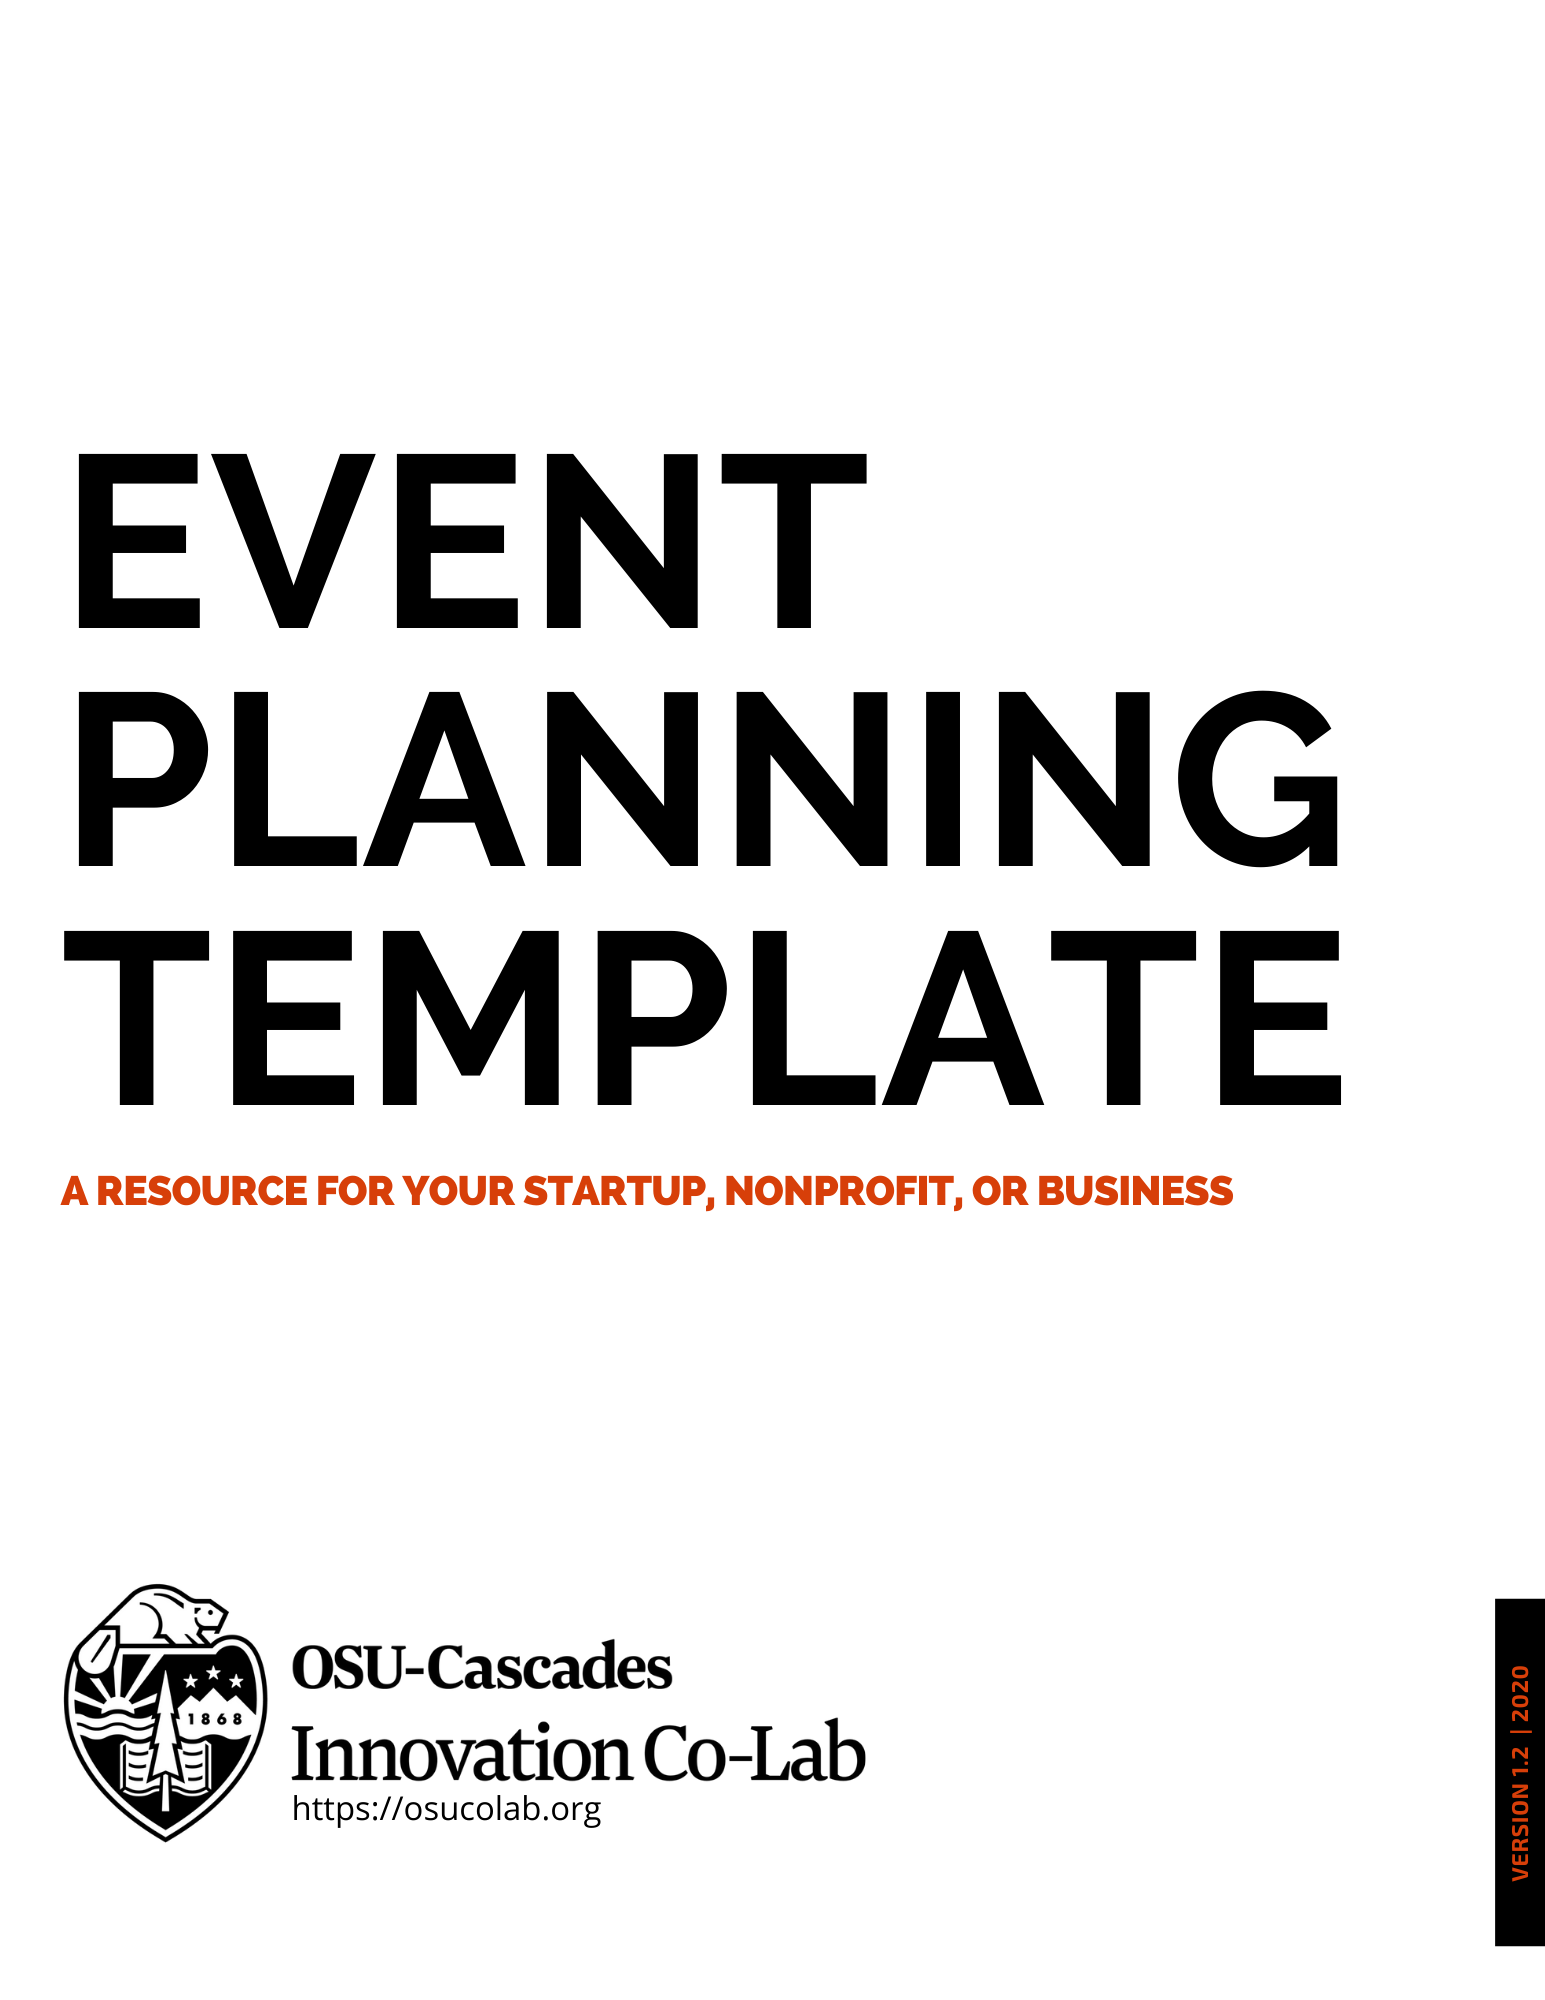 EVENT
PLANNING
TEMPLATE
A RESOURCE FOR YOUR STARTUP, NONPROFIT, OR BUSINESS
1868
OSU-Cascades
Innovation Co-Lab
https://osucolab.org
VERSION 1.2 | 2020